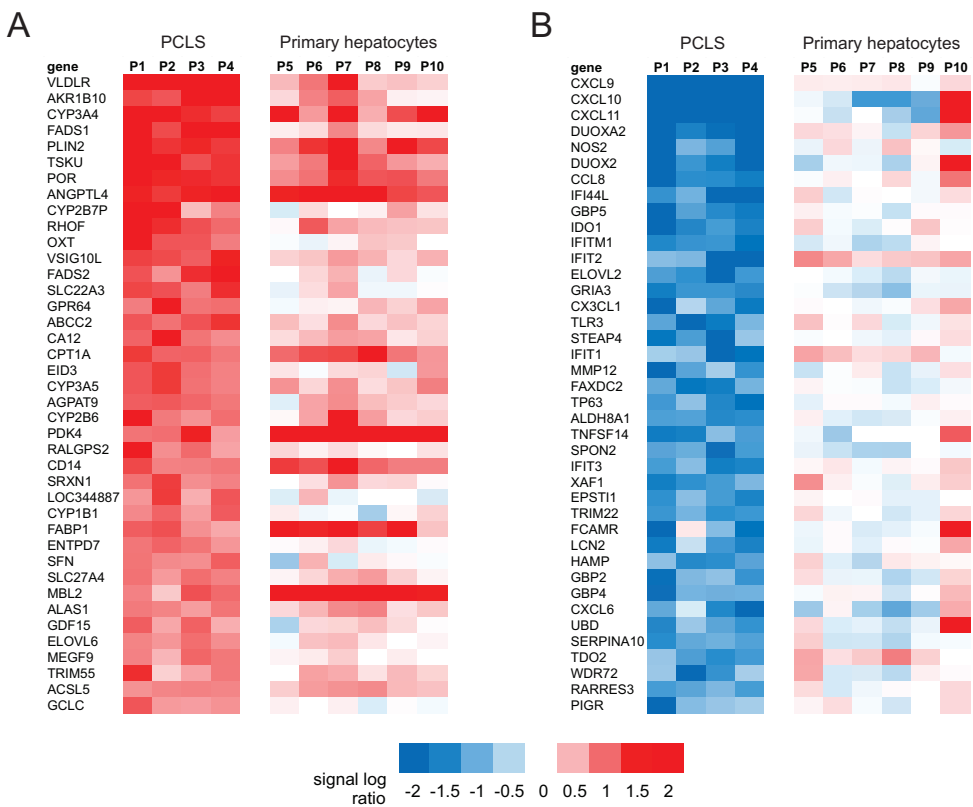 A
B
PCLS
Primary hepatocytes
PCLS
Primary hepatocytes
gene P1 P2 P3 P4 P5 P6 P7 P8 P9 P10
gene P1 P2 P3 P4 P5 P6 P7 P8 P9 P10
VLDLR
AKR1B10
CYP3A4
FADS1
PLIN2
TSKU
POR
ANGPTL4
CYP2B7P
RHOF
OXT
VSIG10L
FADS2
SLC22A3
GPR64
ABCC2
CA12
CPT1A
EID3
CYP3A5
AGPAT9
CYP2B6
PDK4
RALGPS2
CD14
SRXN1
LOC344887
CYP1B1
FABP1
ENTPD7
SFN
SLC27A4
MBL2
ALAS1
GDF15
ELOVL6
MEGF9
TRIM55
ACSL5
GCLC
CXCL9
CXCL10
CXCL11
DUOXA2
NOS2
DUOX2
CCL8
IFI44L
GBP5
IDO1
IFITM1
IFIT2
ELOVL2
GRIA3
CX3CL1
TLR3
STEAP4
IFIT1
MMP12
FAXDC2
TP63
ALDH8A1
TNFSF14
SPON2
IFIT3
XAF1
EPSTI1
TRIM22
FCAMR
LCN2
HAMP
GBP2
GBP4
CXCL6
UBD
SERPINA10
TDO2
WDR72
RARRES3
PIGR
signal log
ratio
-2 -1.5 -1 -0.5 0 0.5 1 1.5 2